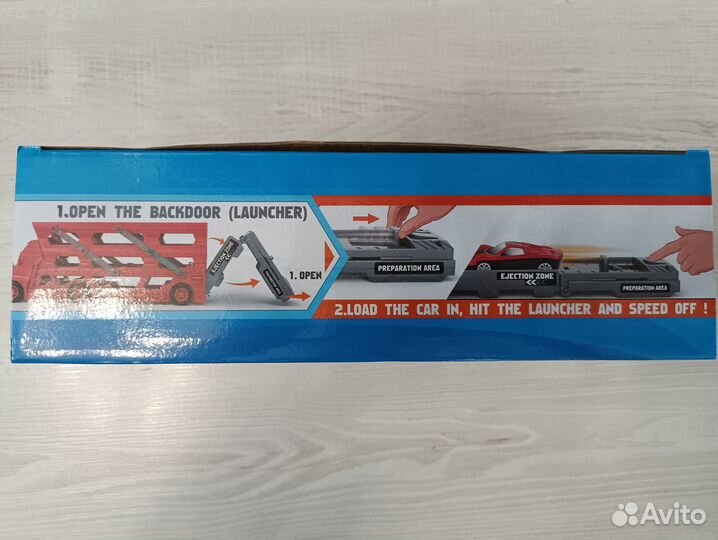 1.OPEN THE BACKDOOR (LAUNCHER)
EJECTION ZONE
1. OPEN
PREPARATION AREA
EJECTION ZONE
PREPARATION AREA
2.LOAD THE CAR IN, HIT THE LAUNCHER AND SPEED OFF !
Avito